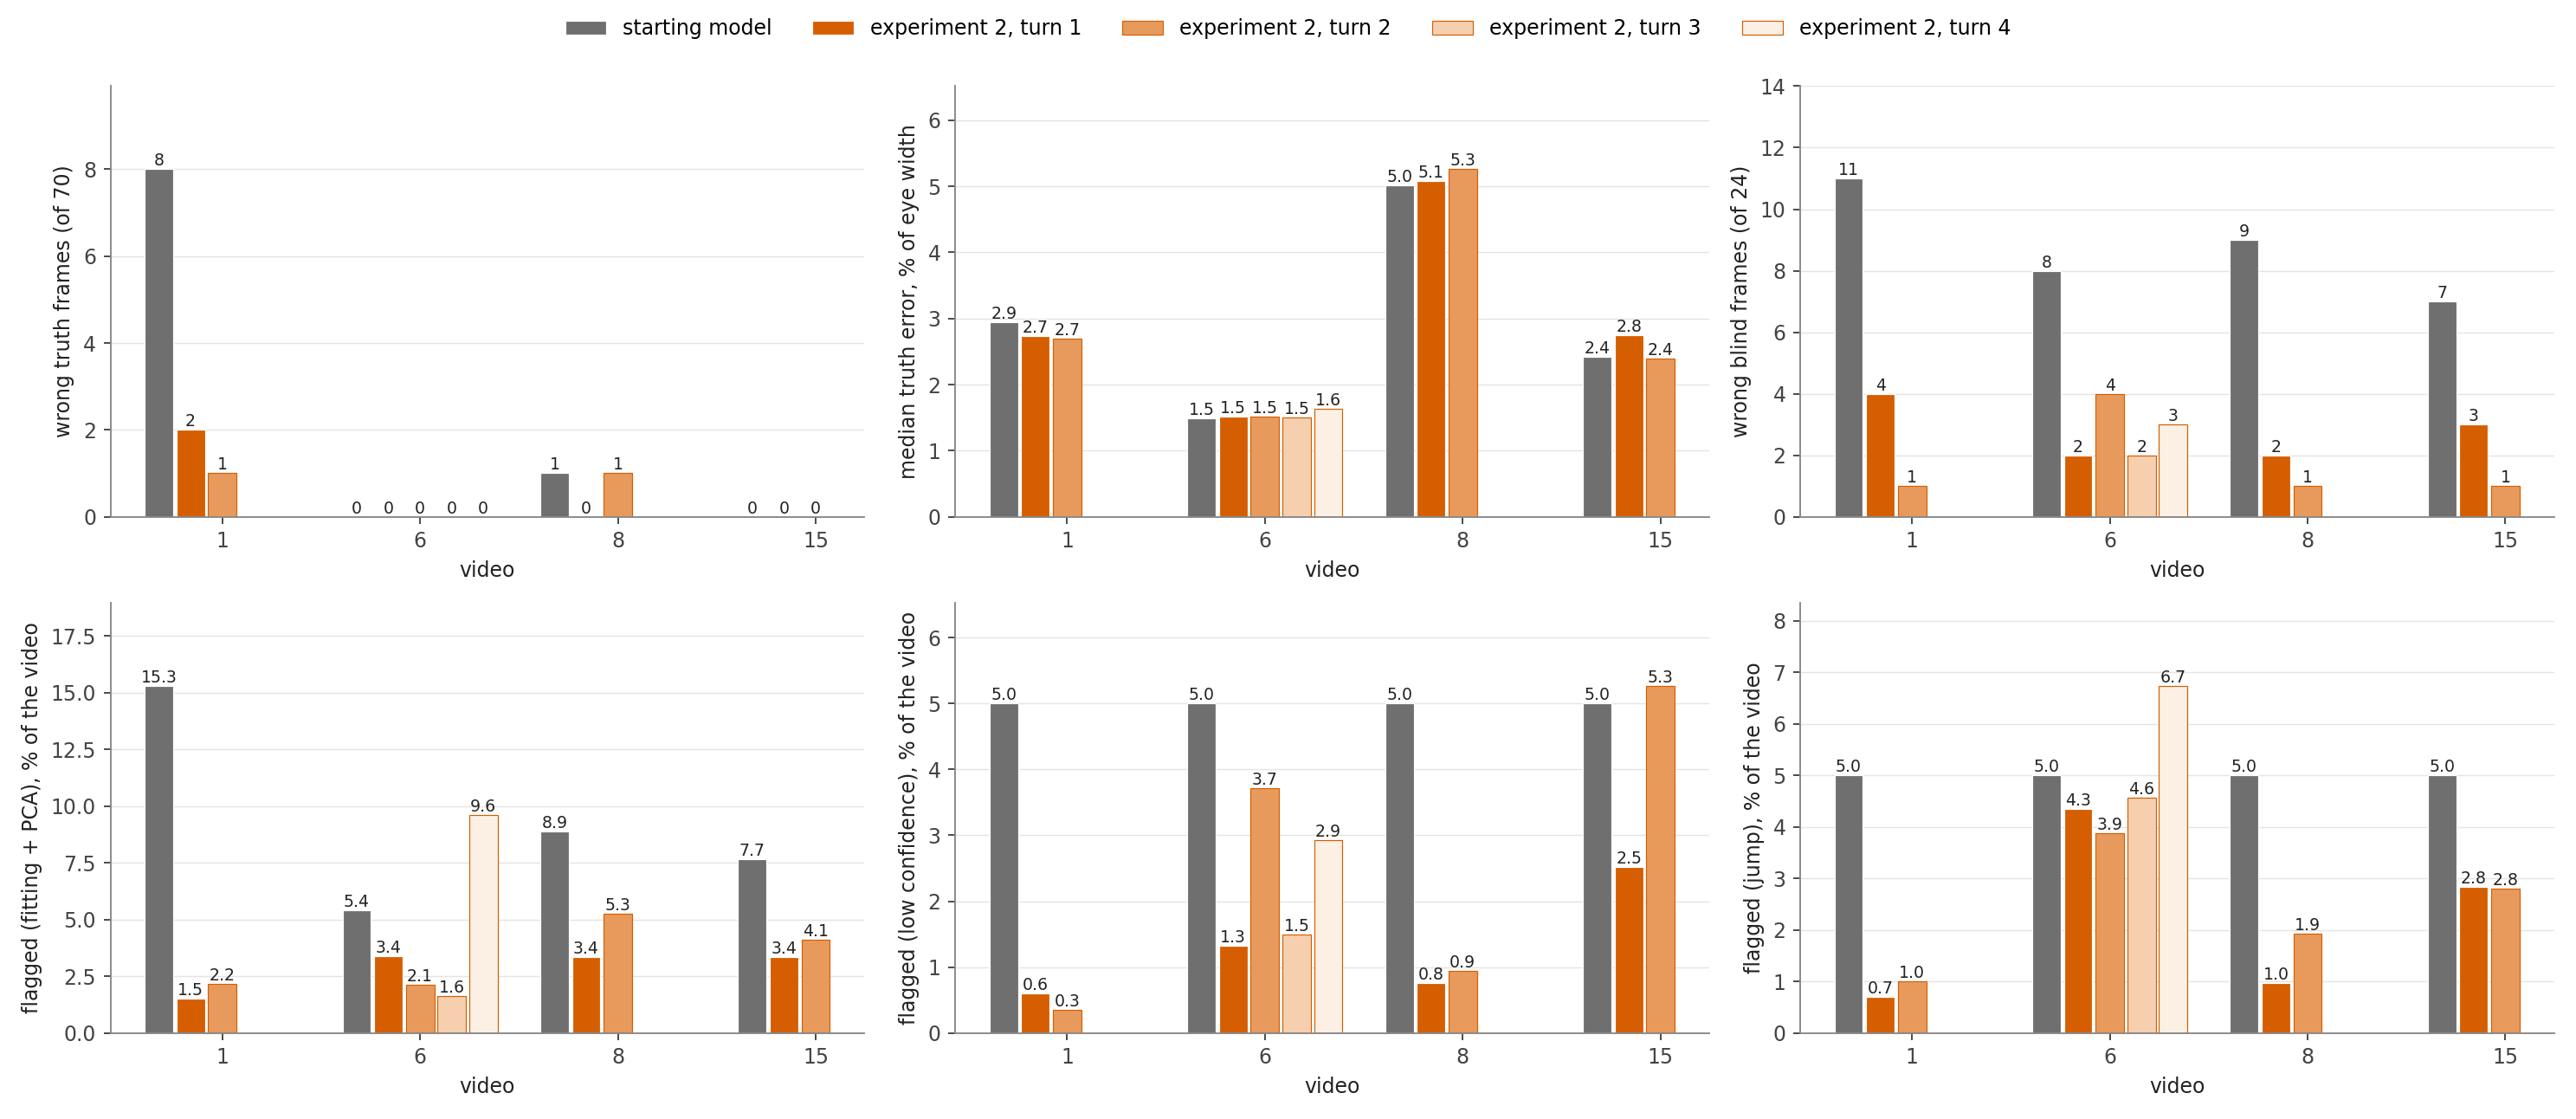 starting model
experiment 2, turn 1
experiment 2, turn 2
experiment 2, turn 3
experiment 2, turn 4
wrong truth frames (of 70)
8
6
4
2
0
8
2
1
0 0 0 0 0
1
0
1
0 0 0
1 6 8 15
video
median truth error, % of eye width
6
5
4
3
2
1
0
2.9 2.7 2.7
1.5 1.5 1.5 1.5 1.6
5.0 5.1 5.3
2.4 2.8 2.4
1 6 8 15
video
wrong blind frames (of 24)
14
12
10
8
6
4
2
0
11 4 1
8 2 4 2 3
9 2 1
7 3 1
1 6 8 15
video
flagged (fitting + PCA), % of the video
17.5
15.0
12.5
10.0
7.5
5.0
2.5
0.0
15.3 1.5 2.2
5.4 3.4 2.1 1.6 9.6
8.9 3.4 5.3
7.7 3.4 4.1
1 6 8 15
video
flagged (low confidence), % of the video
6
5
4
3
2
1
0
5.0 0.6 0.3
5.0 1.3 3.7 1.5 2.9
5.0 0.8 0.9
5.0 2.5 5.3
1 6 8 15
video
flagged (jump), % of the video
8
7
6
5
4
3
2
1
0
5.0 0.7 1.0
5.0 4.3 3.9 4.6 6.7
5.0 1.0 1.9
5.0 2.8 2.8
1 6 8 15
video